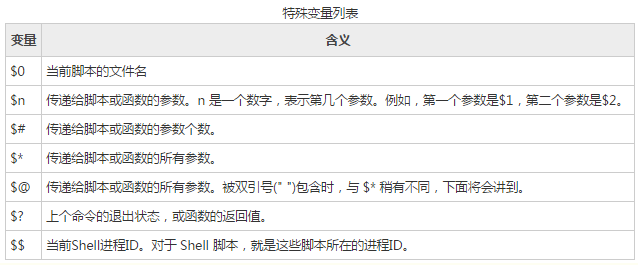 特殊变量列表
变量 含义
$0 当前脚本的文件名
$n 传递给脚本或函数的参数。n 是一个数字，表示第几个参数。例如，第一个参数是$1，第二个参数是$2。
$# 传递给脚本或函数的参数个数。
$* 传递给脚本或函数的所有参数。
$@ 传递给脚本或函数的所有参数。被双引号(" ")包含时，与 $* 稍有不同，下面将会讲到。
$? 上个命令的退出状态，或函数的返回值。
$$ 当前Shell进程ID。对于 Shell 脚本，就是这些脚本所在的进程ID。